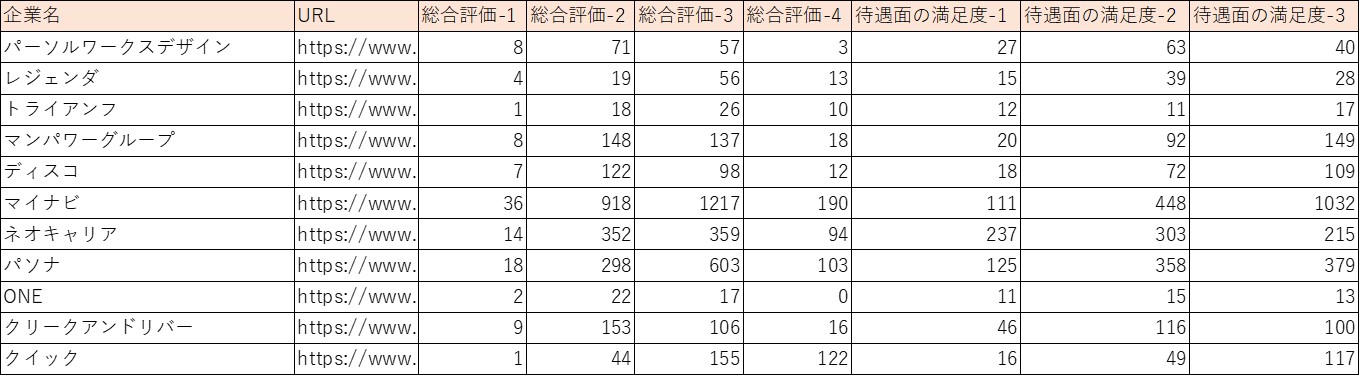 企業名 URL 総合評価-1 総合評価-2 総合評価-3 総合評価-4 待遇面の満足度-1 待遇面の満足度-2 待遇面の満足度-3
パーソルワークスデザイン https://www. 8 71 57 3 27 63 40
レジェンダ https://www. 4 19 56 13 15 39 28
トライアンフ https://www. 1 18 26 10 12 11 17
マンパワーグループ https://www. 8 148 137 18 20 92 149
ディスコ https://www. 7 122 98 12 18 72 109
マイナビ https://www. 36 918 1217 190 111 448 1032
ネオキャリア https://www. 14 352 359 94 237 303 215
パソナ https://www. 18 298 603 103 125 358 379
ONE https://www. 2 22 17 0 11 15 13
クリークアンドリバー https://www. 9 153 106 16 46 116 100
クイック https://www. 1 44 155 122 16 49 117